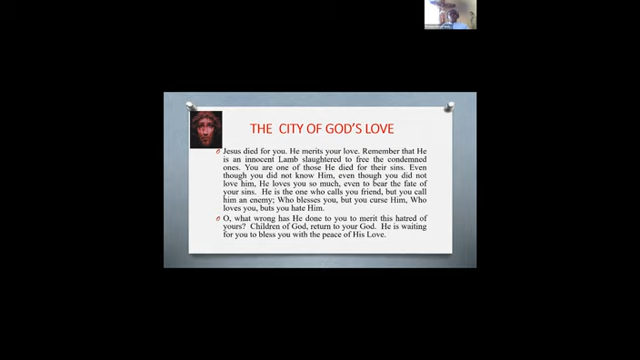 THE CITY OF GOD'S LOVE
Jesus died for you. He merits your love. Remember that He
is an innocent Lamb slaughtered to free the condemned
ones. You are one of those He died for their sins. Even
though you did not know Him, even though you did not
love him, He loves you so much, even to bear the fate of
your sins. He is the one who calls you friend, but you call
him an enemy; Who blesses you, but you curse Him, Who
loves you, buts you hate Him.
O, what wrong has He done to you to merit this hatred of
yours? Children of God, return to your God. He is waiting
for you to bless you with the peace of His Love.